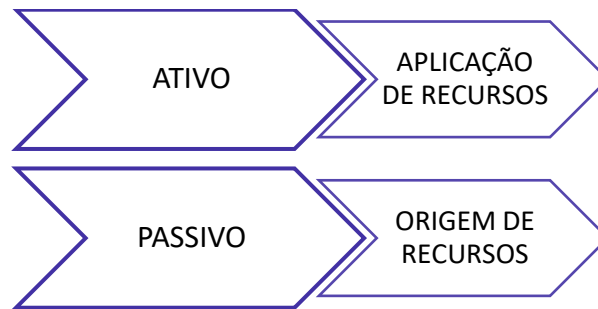 ATIVO
APLICAÇÃO
DE RECURSOS
PASSIVO
ORIGEM DE
RECURSOS